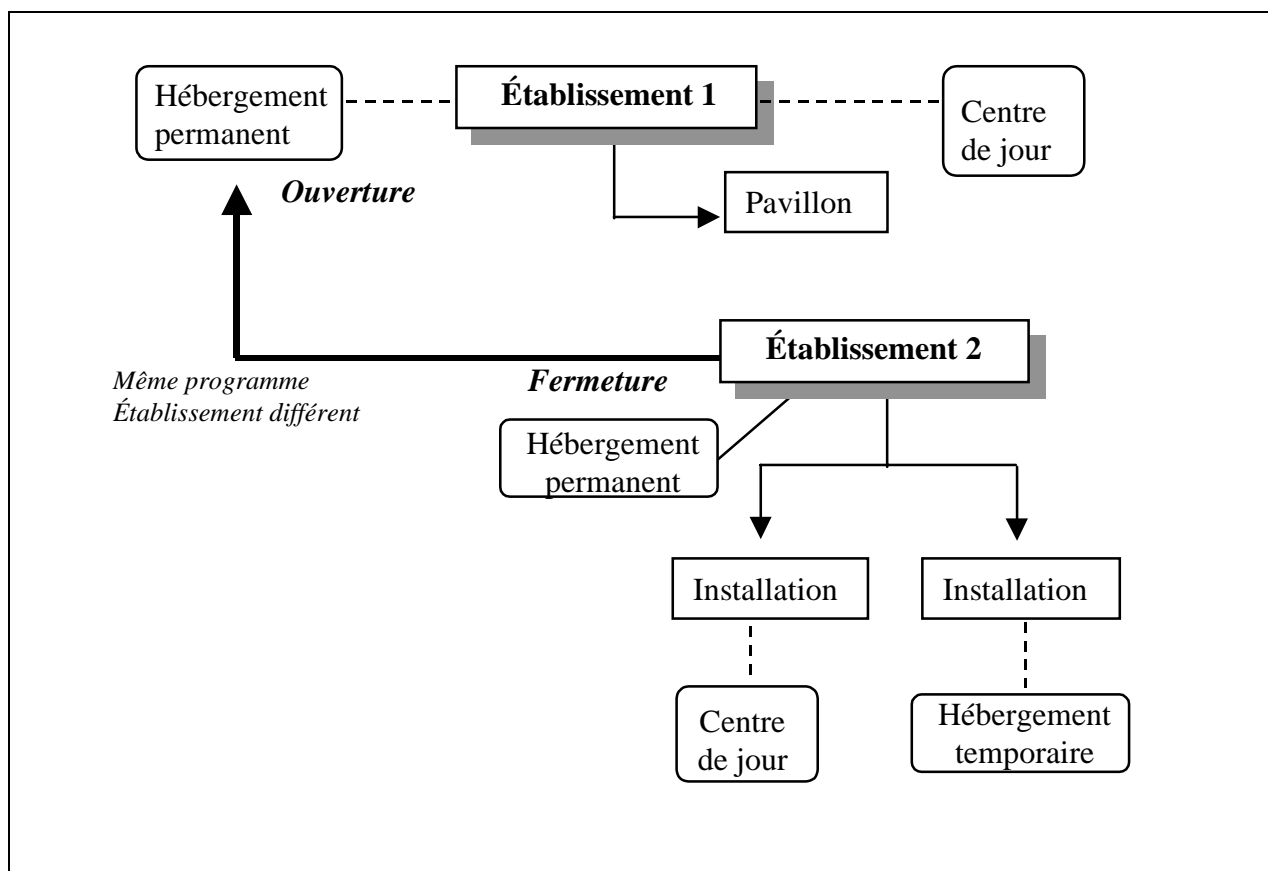 Hébergement
permanent
Établissement 1
Centre
de jour
Ouverture
Pavillon
Établissement 2
Même programme
Établissement différent
Fermeture
Hébergement
permanent
Installation
Installation
Centre
de jour
Hébergement
temporaire